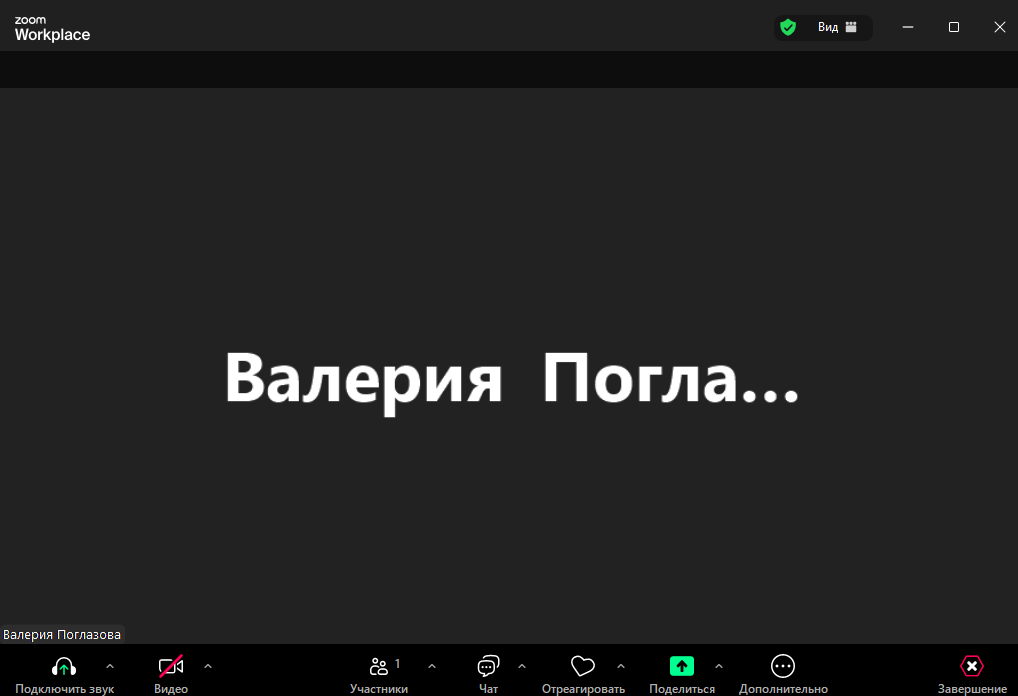 zoom
Workplace
Вид
Валерия Погла...
Валерия Поглазова
1
Подключить звук
Видео
Участники
Чат
Отреагировать
Поделиться
Дополнительно
Завершение